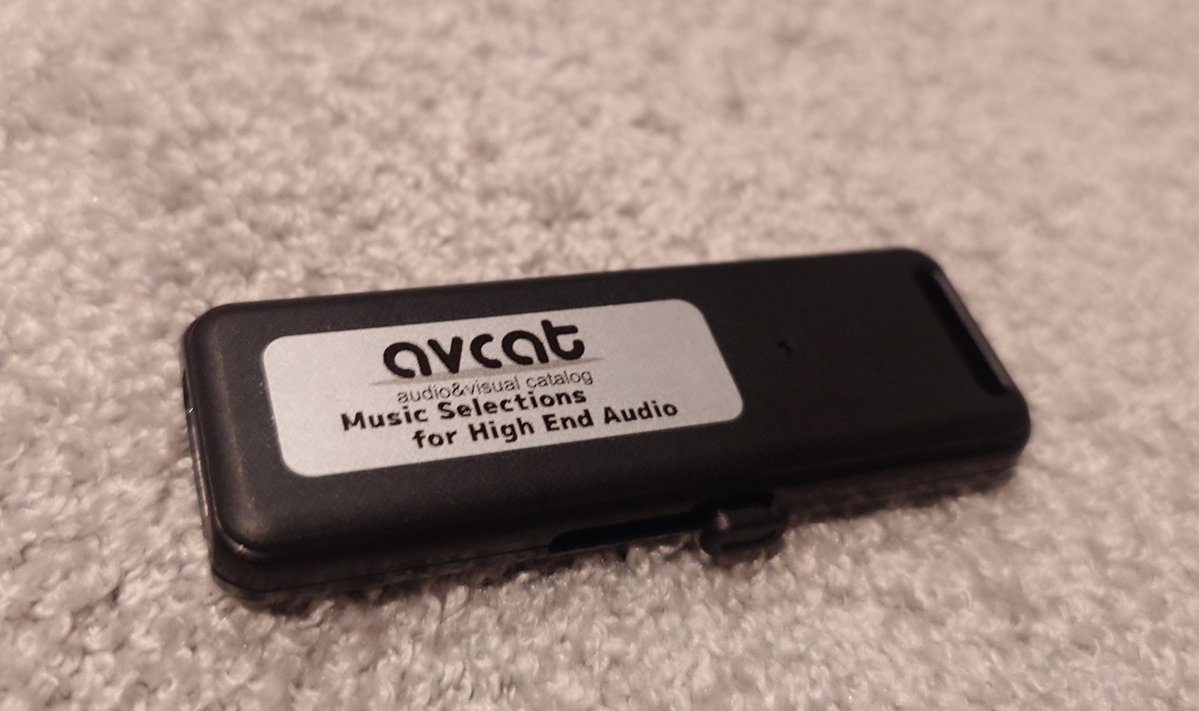 avcat
audio&visual catalog
Music Selections
for High End Audio